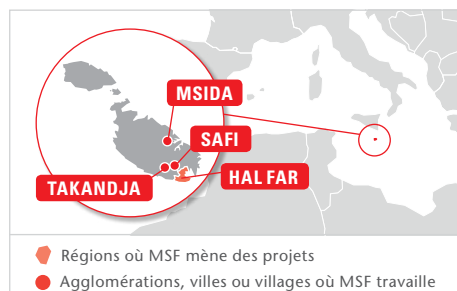 MSIDA
SAFI
TAKANDJA
HAL FAR
Régions où MSF mène des projets
Agglomérations, villes ou villages où MSF travaille